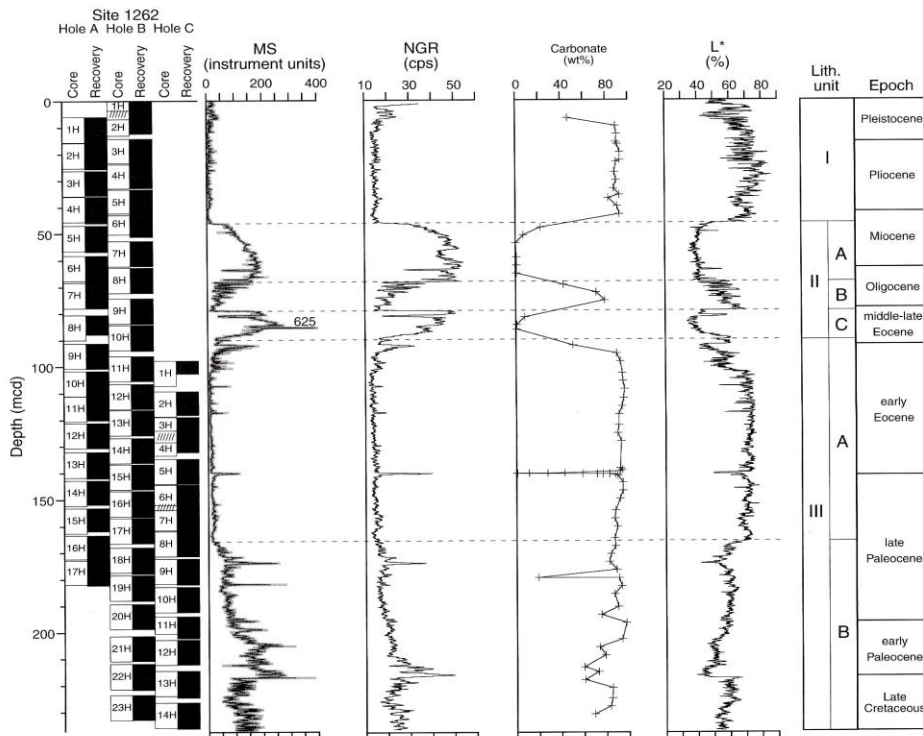 Site 1262
Hole A Hole B Hole C
Core Recovery Core Recovery Core Recovery
MS
(instrument units)
0 200 400
NGR
(cps)
10 30 50
Carbonate
(wt%)
0 20 40 60 80 100
L*
(%)
20 40 60 80
Lith.
unit
Epoch
Depth (mcd)
0
50
100
150
200
1H
2H
3H
4H
5H
6H
7H
8H
9H
10H
11H
12H
13H
14H
15H
16H
17H
1H
2H
3H
4H
5H
6H
7H
8H
9H
10H
11H
12H
13H
14H
15H
16H
17H
18H
19H
20H
21H
22H
23H
1H
2H
3H
4H
5H
6H
7H
8H
9H
10H
11H
12H
13H
14H
625
I
II
A
B
C
III
A
B
Pleistocene
Pliocene
Miocene
Oligocene
middle-late
Eocene
early
Eocene
late
Paleocene
early
Paleocene
Late
Cretaceous